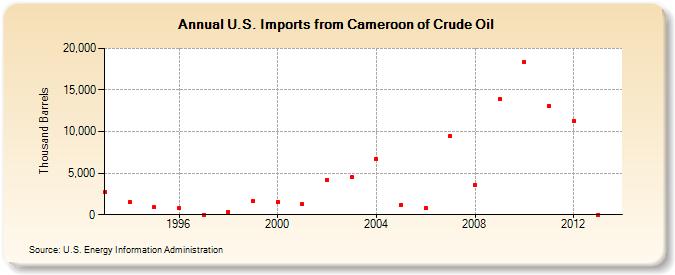 Annual U.S. Imports from Cameroon of Crude Oil
Thousand Barrels
20,000
15,000
10,000
5,000
0
1996 2000 2004 2008 2012
Source: U.S. Energy Information Administration